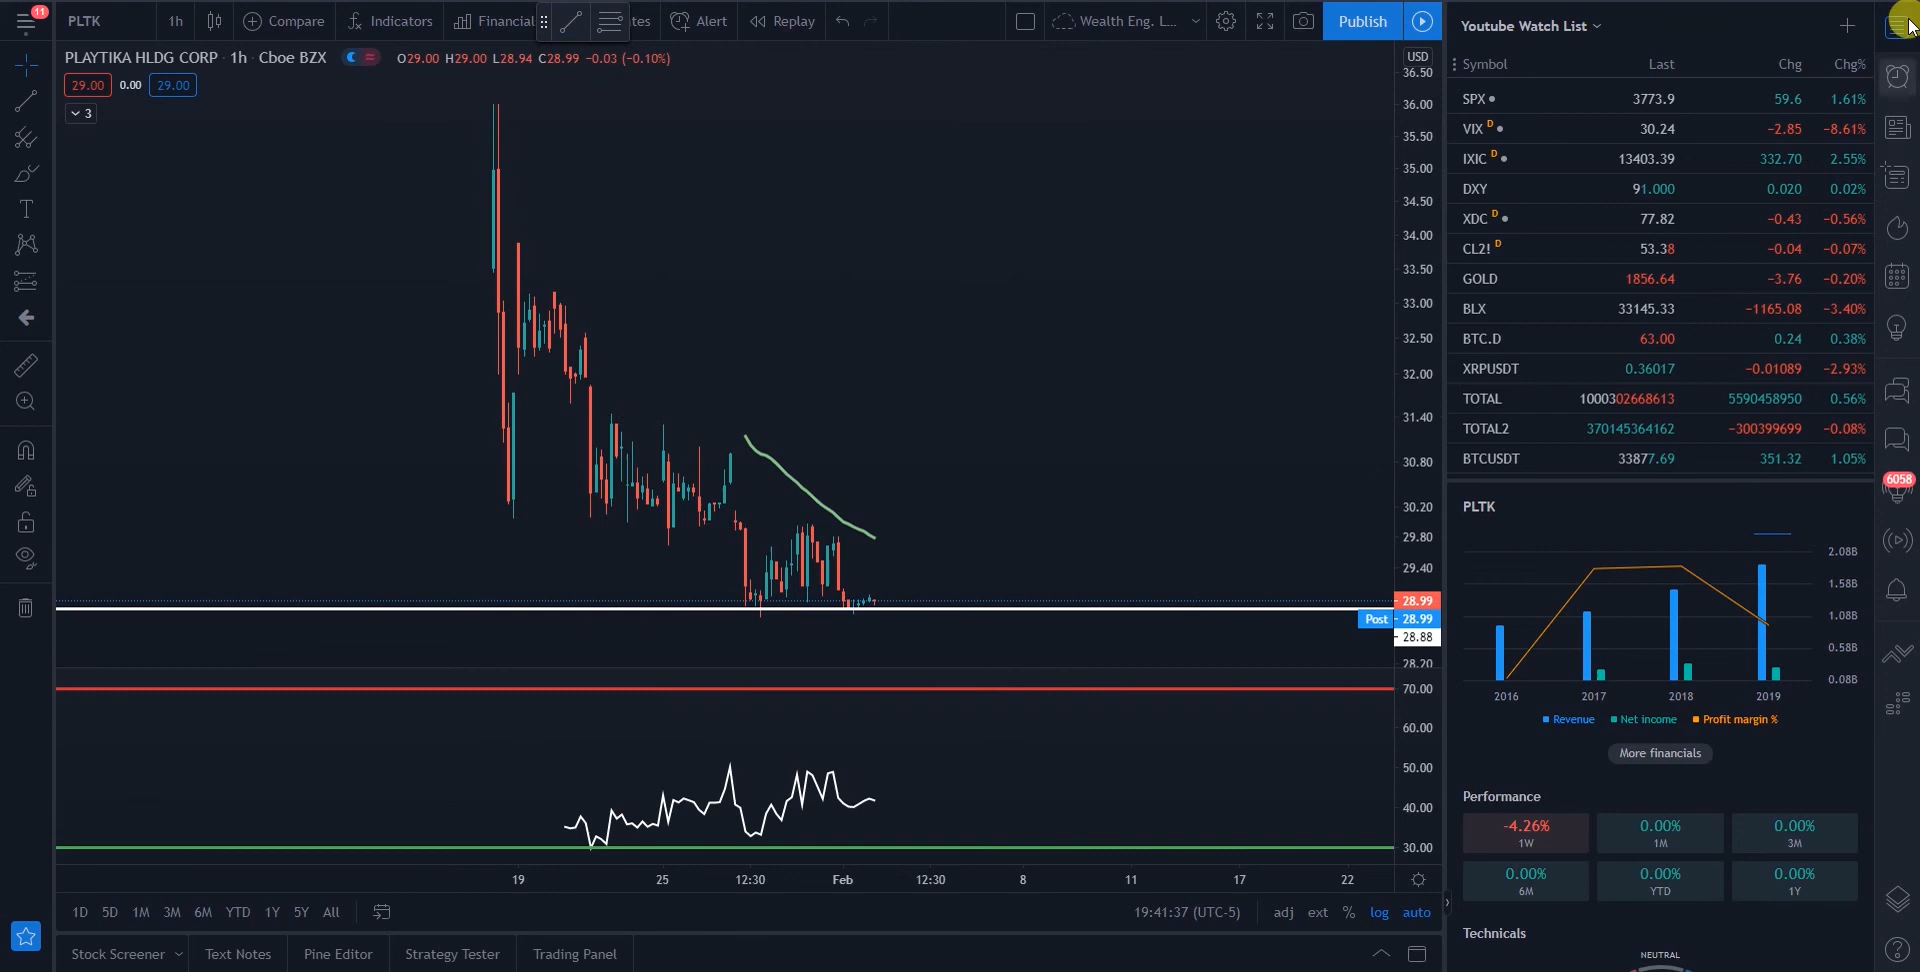 11
PLTK 1h Compare Indicators Financial tes Alert Replay Wealth Eng. L... Publish
PLAYTIKA HLDG CORP · 1h · Cboe BZX O29.00 H29.00 L28.94 C28.99 −0.03 (−0.10%)
29.00 0.00 29.00
3
USD
36.50
36.00
35.50
35.00
34.50
34.00
33.50
33.00
32.50
32.00
31.40
30.80
30.20
29.80
29.40
28.99
Post 28.99
28.88
28.20
70.00
60.00
50.00
40.00
30.00
19 25 12:30 Feb 12:30 8 11 17 22
1D 5D 1M 3M 6M YTD 1Y 5Y All 19:41:37 (UTC-5) adj ext % log auto
Stock Screener Text Notes Pine Editor Strategy Tester Trading Panel
Youtube Watch List
Symbol Last Chg Chg%
SPX 3773.9 59.6 1.61%
VIX D 30.24 −2.85 −8.61%
IXIC D 13403.39 332.70 2.55%
DXY 91.000 0.020 0.02%
XDC D 77.82 −0.43 −0.56%
CL2! D 53.38 −0.04 −0.07%
GOLD 1856.64 −3.76 −0.20%
BLX 33145.33 −1165.08 −3.40%
BTC.D 63.00 0.24 0.38%
XRPUSDT 0.36017 −0.01089 −2.93%
TOTAL 1000302668613 5590458950 0.56%
TOTAL2 370145364162 −300399699 −0.08%
BTCUSDT 33877.69 351.32 1.05%
6058
PLTK
2.08B
1.58B
1.08B
0.58B
0.08B
2016 2017 2018 2019
Revenue Net income Profit margin %
More financials
Performance
-4.26% 0.00% 0.00%
1W 1M 3M
0.00% 0.00% 0.00%
6M YTD 1Y
Technicals
NEUTRAL